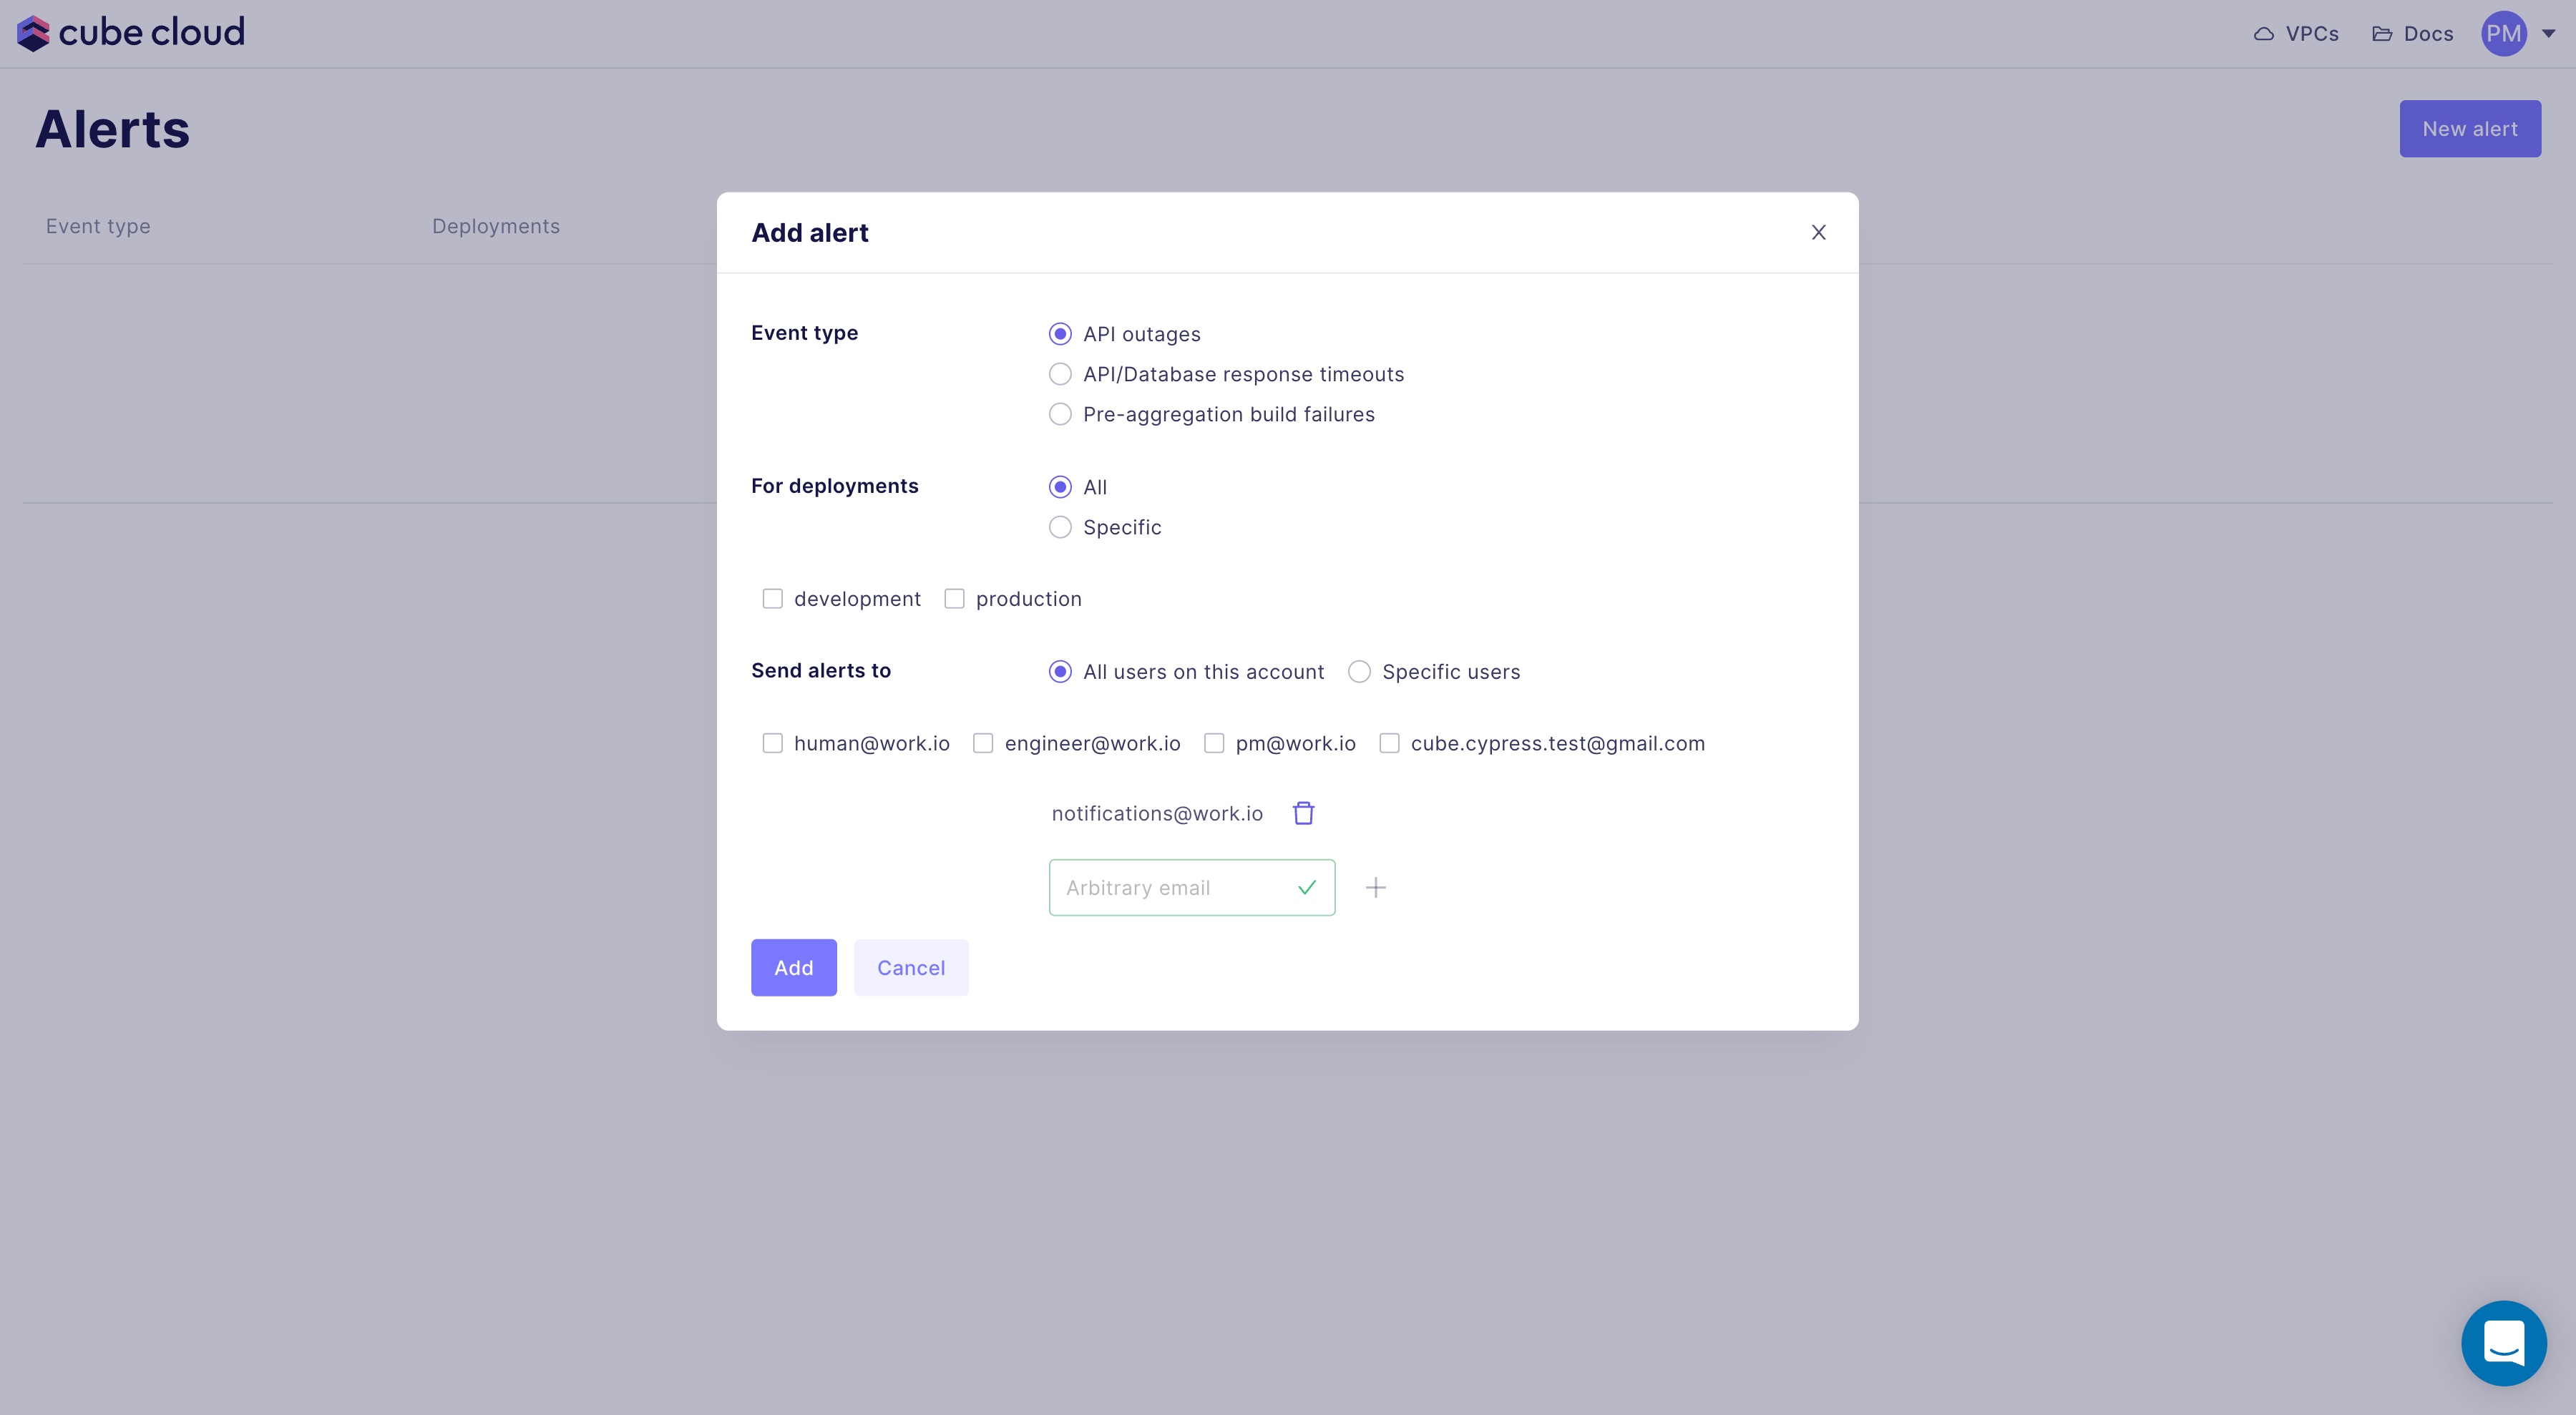 cube cloud
VPCs
Docs
PM
Alerts
New alert
Event type Deployments
Add alert
Event type
API outages
API/Database response timeouts
Pre-aggregation build failures
For deployments
All
Specific
development production
Send alerts to
All users on this account Specific users
human@work.io engineer@work.io pm@work.io cube.cypress.test@gmail.com
notifications@work.io
Arbitrary email
Add Cancel